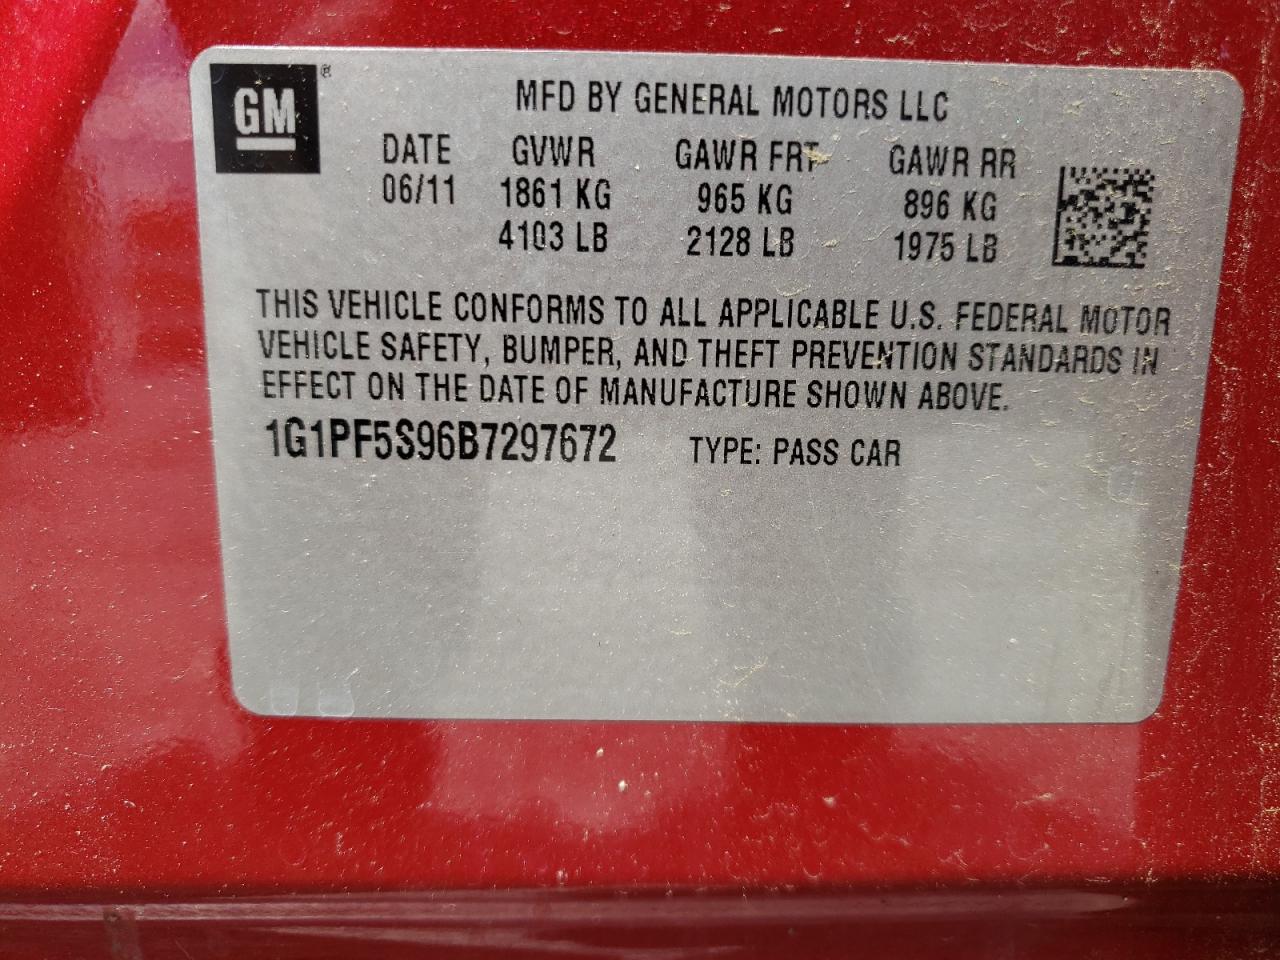 GM®
MFD BY GENERAL MOTORS LLC
DATE GVWR GAWR FRT GAWR RR
06/11 1861 KG 965 KG 896 KG
4103 LB 2128 LB 1975 LB
THIS VEHICLE CONFORMS TO ALL APPLICABLE U.S. FEDERAL MOTOR
VEHICLE SAFETY, BUMPER, AND THEFT PREVENTION STANDARDS IN
EFFECT ON THE DATE OF MANUFACTURE SHOWN ABOVE.
1G1PF5S96B7297672 TYPE: PASS CAR